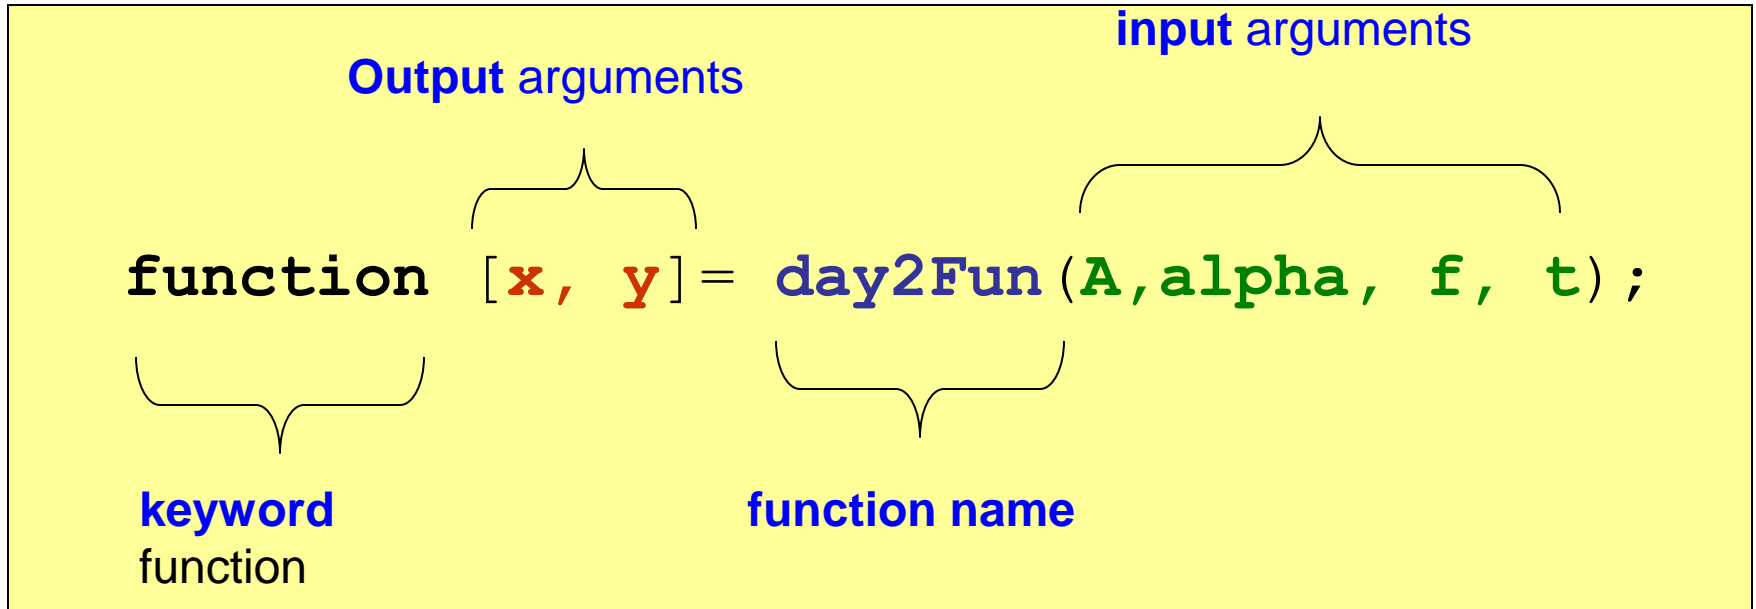 input arguments
Output arguments
function [x, y]= day2Fun(A,alpha, f, t);
keyword
function
function name